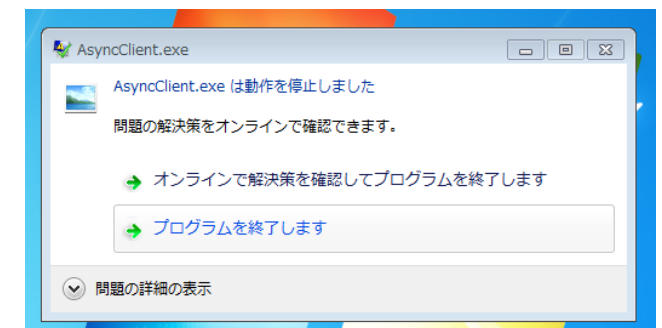 AsyncClient.exe
AsyncClient.exe は動作を停止しました
問題の解決策をオンラインで確認できます。
オンラインで解決策を確認してプログラムを終了します
プログラムを終了します
問題の詳細の表示